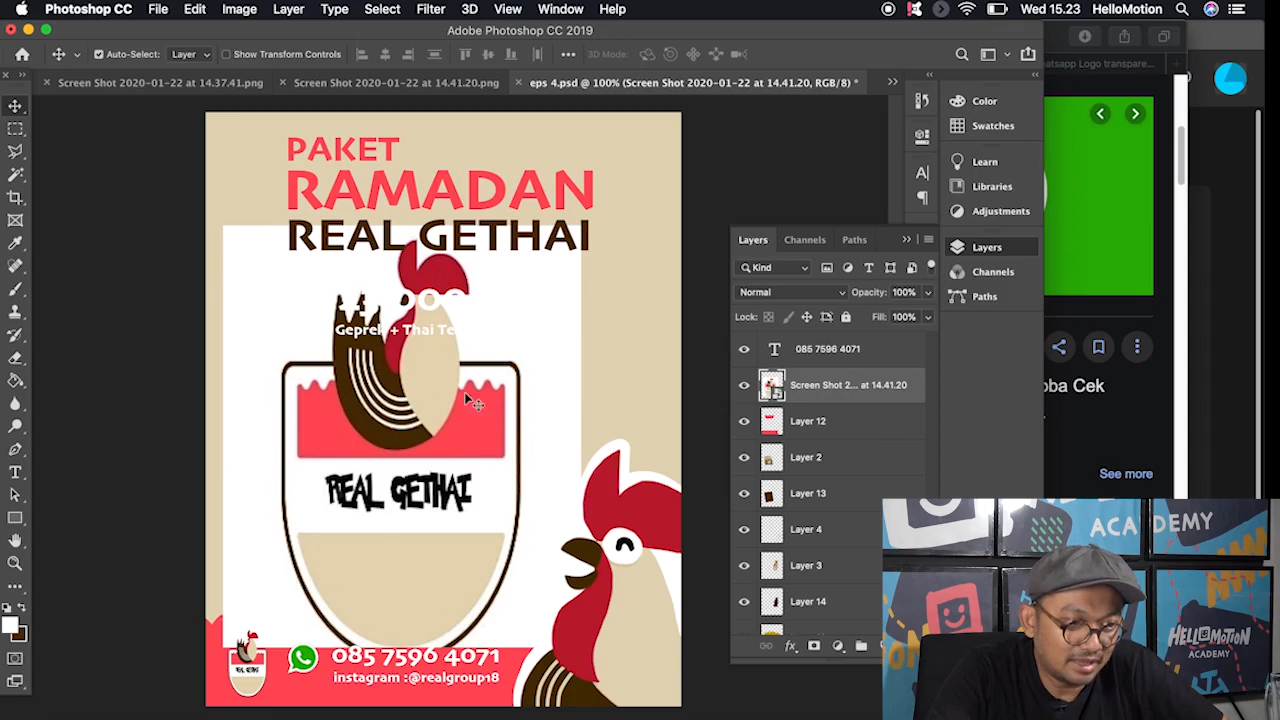 Photoshop CC File Edit Image Layer Type Select Filter 3D View Window Help Wed 15.23 HelloMotion
Adobe Photoshop CC 2019
Auto-Select: Layer Show Transform Controls 3D Mode:
Screen Shot 2020-01-22 at 14.37.41.png Screen Shot 2020-01-22 at 14.41.20.png eps 4.psd @ 100% (Screen Shot 2020-01-22 at 14.41.20, RGB/8) *
atsapp Logo transpare...
Color
Swatches
Learn
Libraries
Adjustments
Layers
Channels
Paths
PAKET
RAMADAN
REAL GETHAI
Geprek + Thai Te
REAL GETHAI
085 7596 4071
instagram :@realgroup18
Layers Channels Paths
Kind
Normal Opacity: 100%
Lock: Fill: 100%
085 7596 4071
Screen Shot 2... at 14.41.20
Layer 12
Layer 2
Layer 13
Layer 4
Layer 3
Layer 14
oba Cek
See more
ACADEMY
HELLOMOTION
ACADEMY